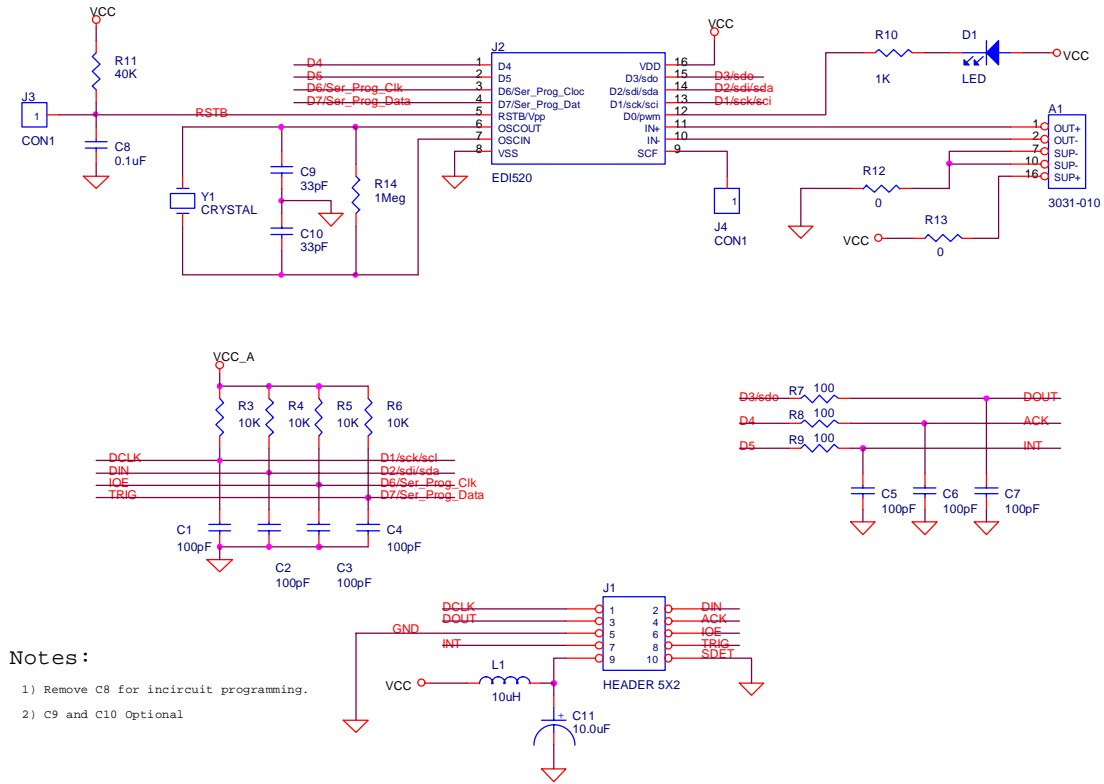 VCC
R11
40K
J3
1
CON1
RSTB
C8
0.1uF
Y1
CRYSTAL
C9
33pF
C10
33pF
R14
1Meg
D4
D5
D6/Ser_Prog_Clk
D7/Ser_Prog_Data
J2
1 D4
2 D5
3 D6/Ser_Prog_Cloc
4 D7/Ser_Prog_Dat
5 RSTB/Vpp
6 OSCOUT
7 OSCIN
8 VSS
VDD 16
D3/sdo 15
D2/sdi/sda 14
D1/sck/sci 13
D0/pwm 12
IN+ 11
IN- 10
SCF 9
EDI520
VCC
D3/sdo
D2/sdi/sda
D1/sck/sci
J4
1
CON1
R10
1K
D1
LED
VCC
A1
1 OUT+
2 OUT-
7 SUP-
10 SUP-
16 SUP+
3031-010
R12
0
VCC
R13
0
VCC_A
R3
10K
R4
10K
R5
10K
R6
10K
DCLK
DIN
IOE
TRIG
D1/sck/scl
D2/sdi/sda
D6/Ser_Prog_Clk
D7/Ser_Prog_Data
C1
100pF
C2
100pF
C3
100pF
C4
100pF
D3/sdo R7 100 DOUT
D4 R8 100 ACK
D5 R9 100 INT
C5
100pF
C6
100pF
C7
100pF
J1
DCLK 1 2 DIN
DOUT 3 4 ACK
GND 5 6 IOE
INT 7 8 TRIG
9 10 SDET
HEADER 5X2
VCC
L1
10uH
+
C11
10.0uF
Notes:
1) Remove C8 for incircuit programming.
2) C9 and C10 Optional